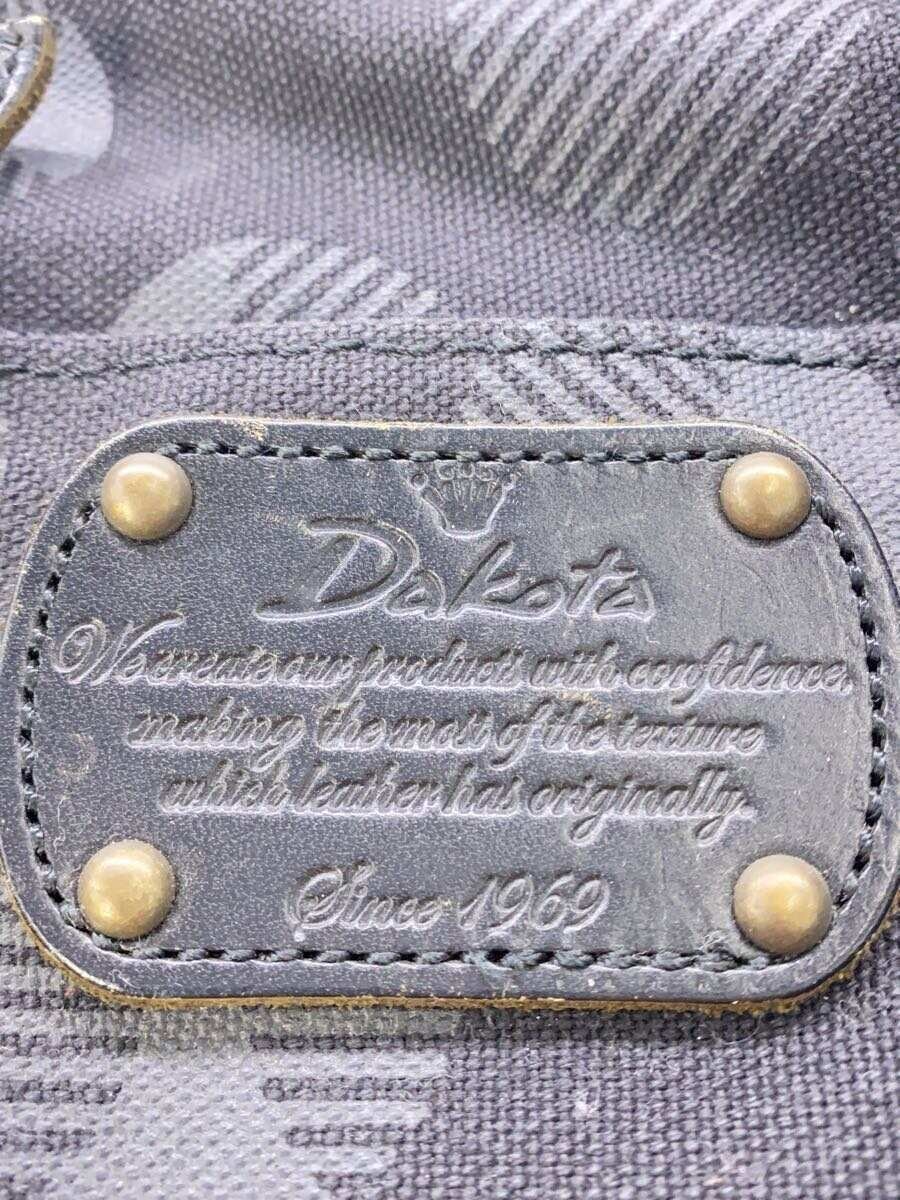 Dakota
We create our products with confidence,
making the most of the texture
which leather has originally.
Since 1969